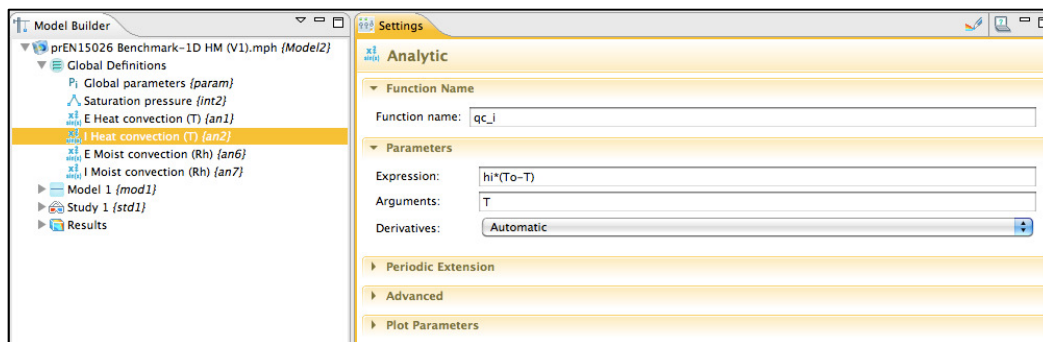 Model Builder
prEN15026 Benchmark-1D HM (V1).mph {Model2}
Global Definitions
Pi Global parameters {param}
Saturation pressure {int2}
E Heat convection (T) {an1}
I Heat convection (T) {an2}
E Moist convection (Rh) {an6}
I Moist convection (Rh) {an7}
Model 1 {mod1}
Study 1 {std1}
Results
Settings
Analytic
Function Name
Function name: qc_i
Parameters
Expression: hi*(To-T)
Arguments: T
Derivatives: Automatic
Periodic Extension
Advanced
Plot Parameters